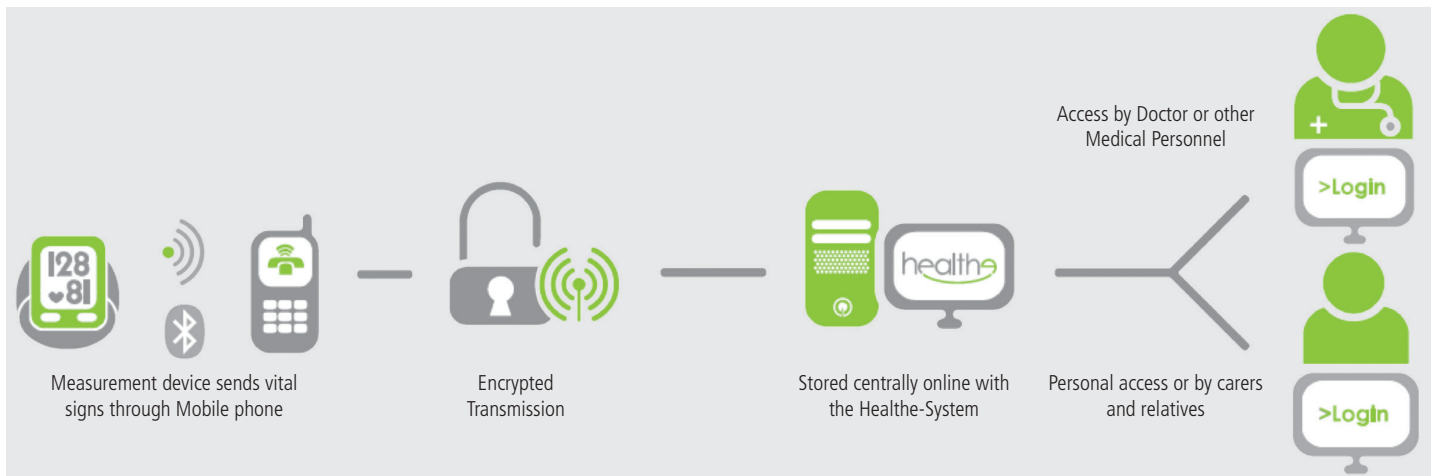 128
81
Measurement device sends vital
signs through Mobile phone
Encrypted
Transmission
healthe
Stored centrally online with
the Healthe-System
Access by Doctor or other
Medical Personnel
>Login
Personal access or by carers
and relatives
>Login